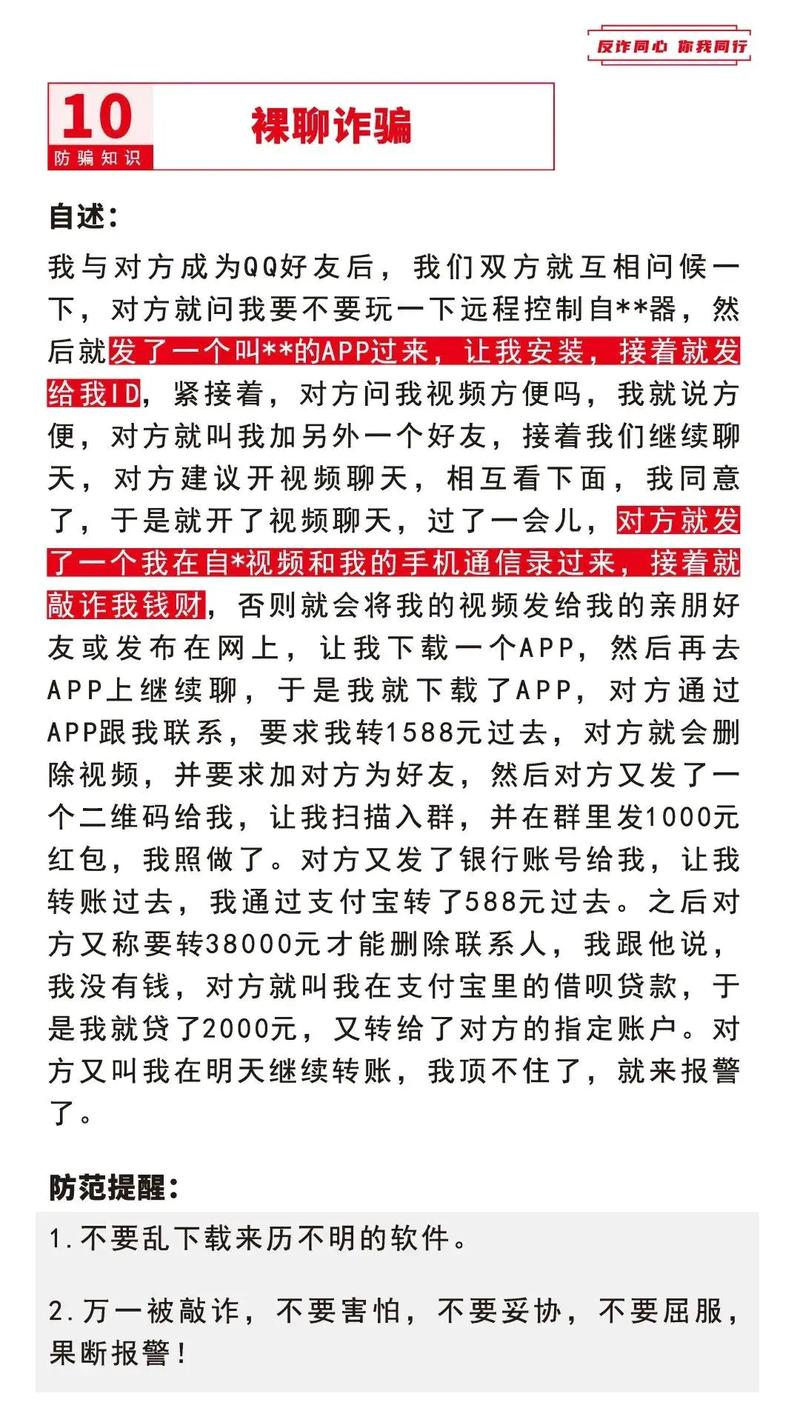 反诈同心 你我同行
10
防骗知识
裸聊诈骗
自述：
我与对方成为QQ好友后，我们双方就互相问候一
下，对方就问我要不要玩一下远程控制自**器，然
后就发了一个叫**的APP过来，让我安装，接着就发
给我ID，紧接着，对方问我视频方便吗，我就说方
便，对方就叫我加另外一个好友，接着我们继续聊
天，对方建议开视频聊天，相互看下面，我同意
了，于是就开了视频聊天，过了一会儿，对方就发
了一个我在自*视频和我的手机通信录过来，接着就
敲诈我钱财，否则就会将我的视频发给我的亲朋好
友或发布在网上，让我下载一个APP，然后再去
APP上继续聊，于是我就下载了APP，对方通过
APP跟我联系，要求我转1588元过去，对方就会删
除视频，并要求加对方为好友，然后对方又发了一
个二维码给我，让我扫描入群，并在群里发1000元
红包，我照做了。对方又发了银行账号给我，让我
转账过去，我通过支付宝转了588元过去。之后对
方又称要转38000元才能删除联系人，我跟他说，
我没有钱，对方就叫我在支付宝里的借呗贷款，于
是我就贷了2000元，又转给了对方的指定账户。对
方又叫我在明天继续转账，我顶不住了，就来报警
了。
防范提醒：
1.不要乱下载来历不明的软件。
2.万一被敲诈，不要害怕，不要妥协，不要屈服，
果断报警！